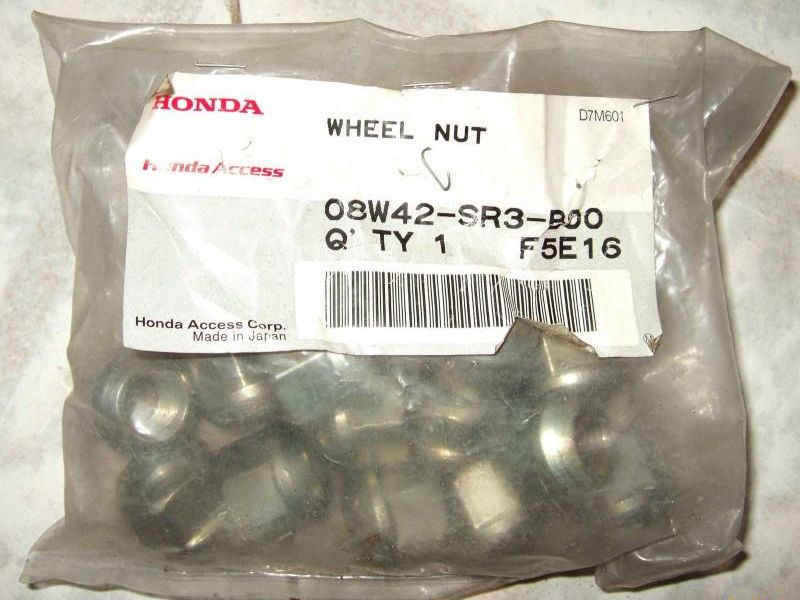 HONDA
D7M601
WHEEL NUT
Honda Access
08W42-SR3-B00
Q'TY 1 F5E16
Honda Access Corp.
Made in Japan